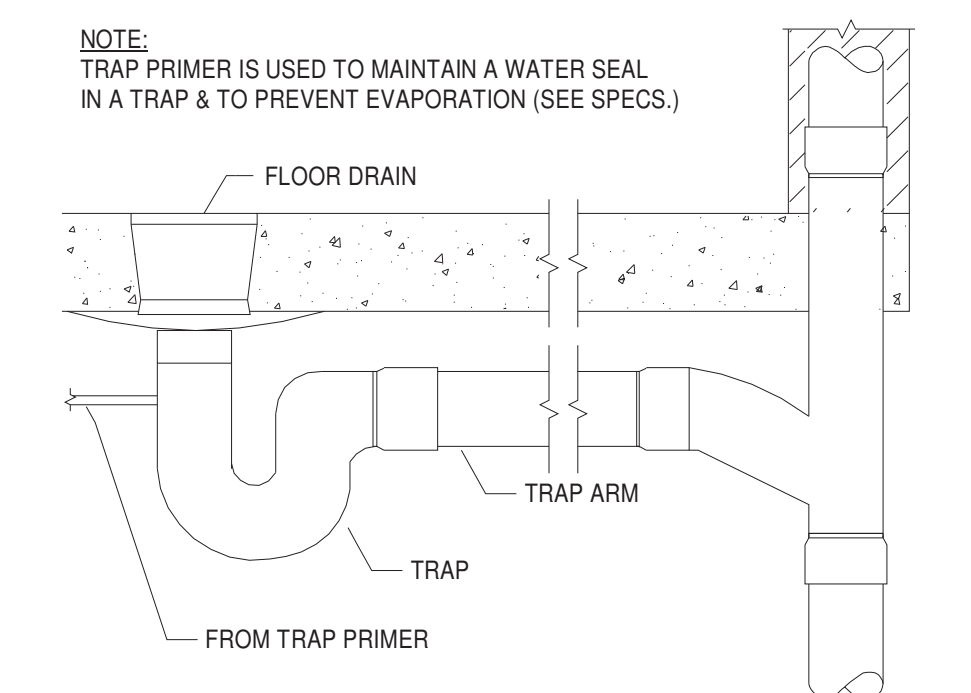 NOTE:
TRAP PRIMER IS USED TO MAINTAIN A WATER SEAL
IN A TRAP & TO PREVENT EVAPORATION (SEE SPECS.)
FLOOR DRAIN
TRAP ARM
TRAP
FROM TRAP PRIMER